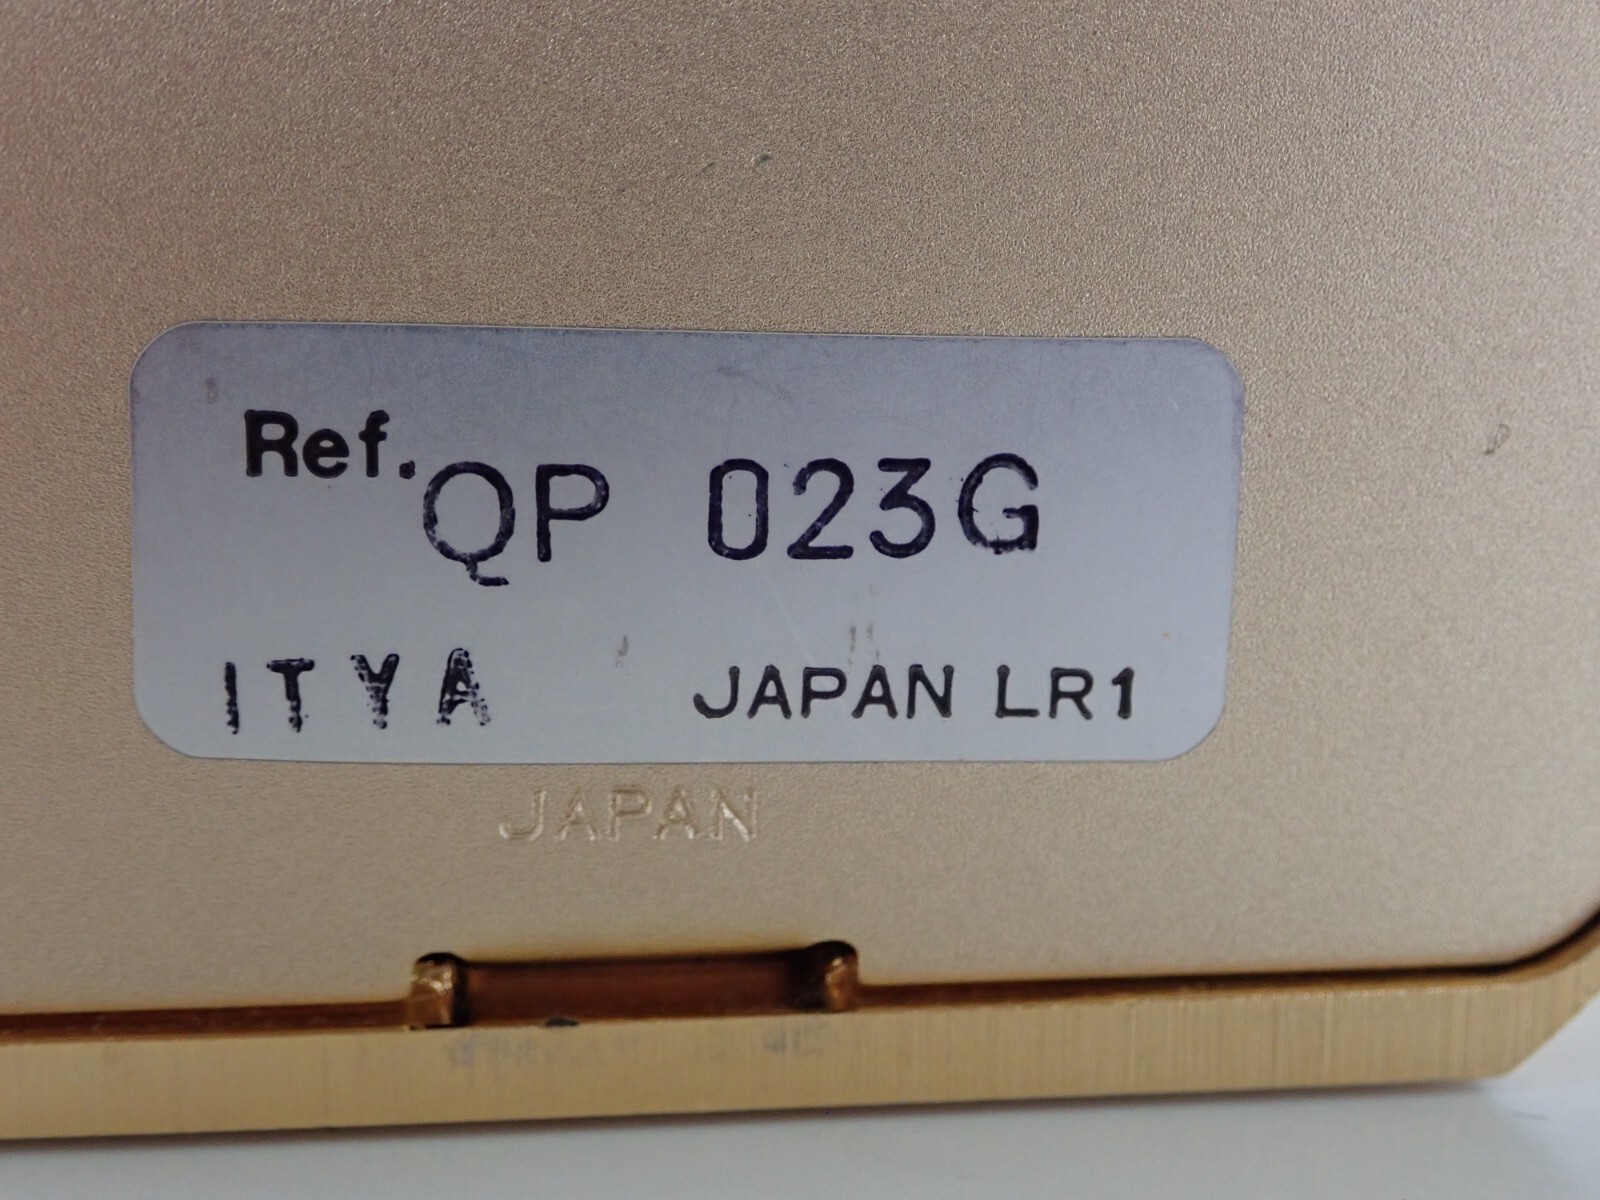 Ref. QP 023G
ITYA JAPAN LR1
JAPAN